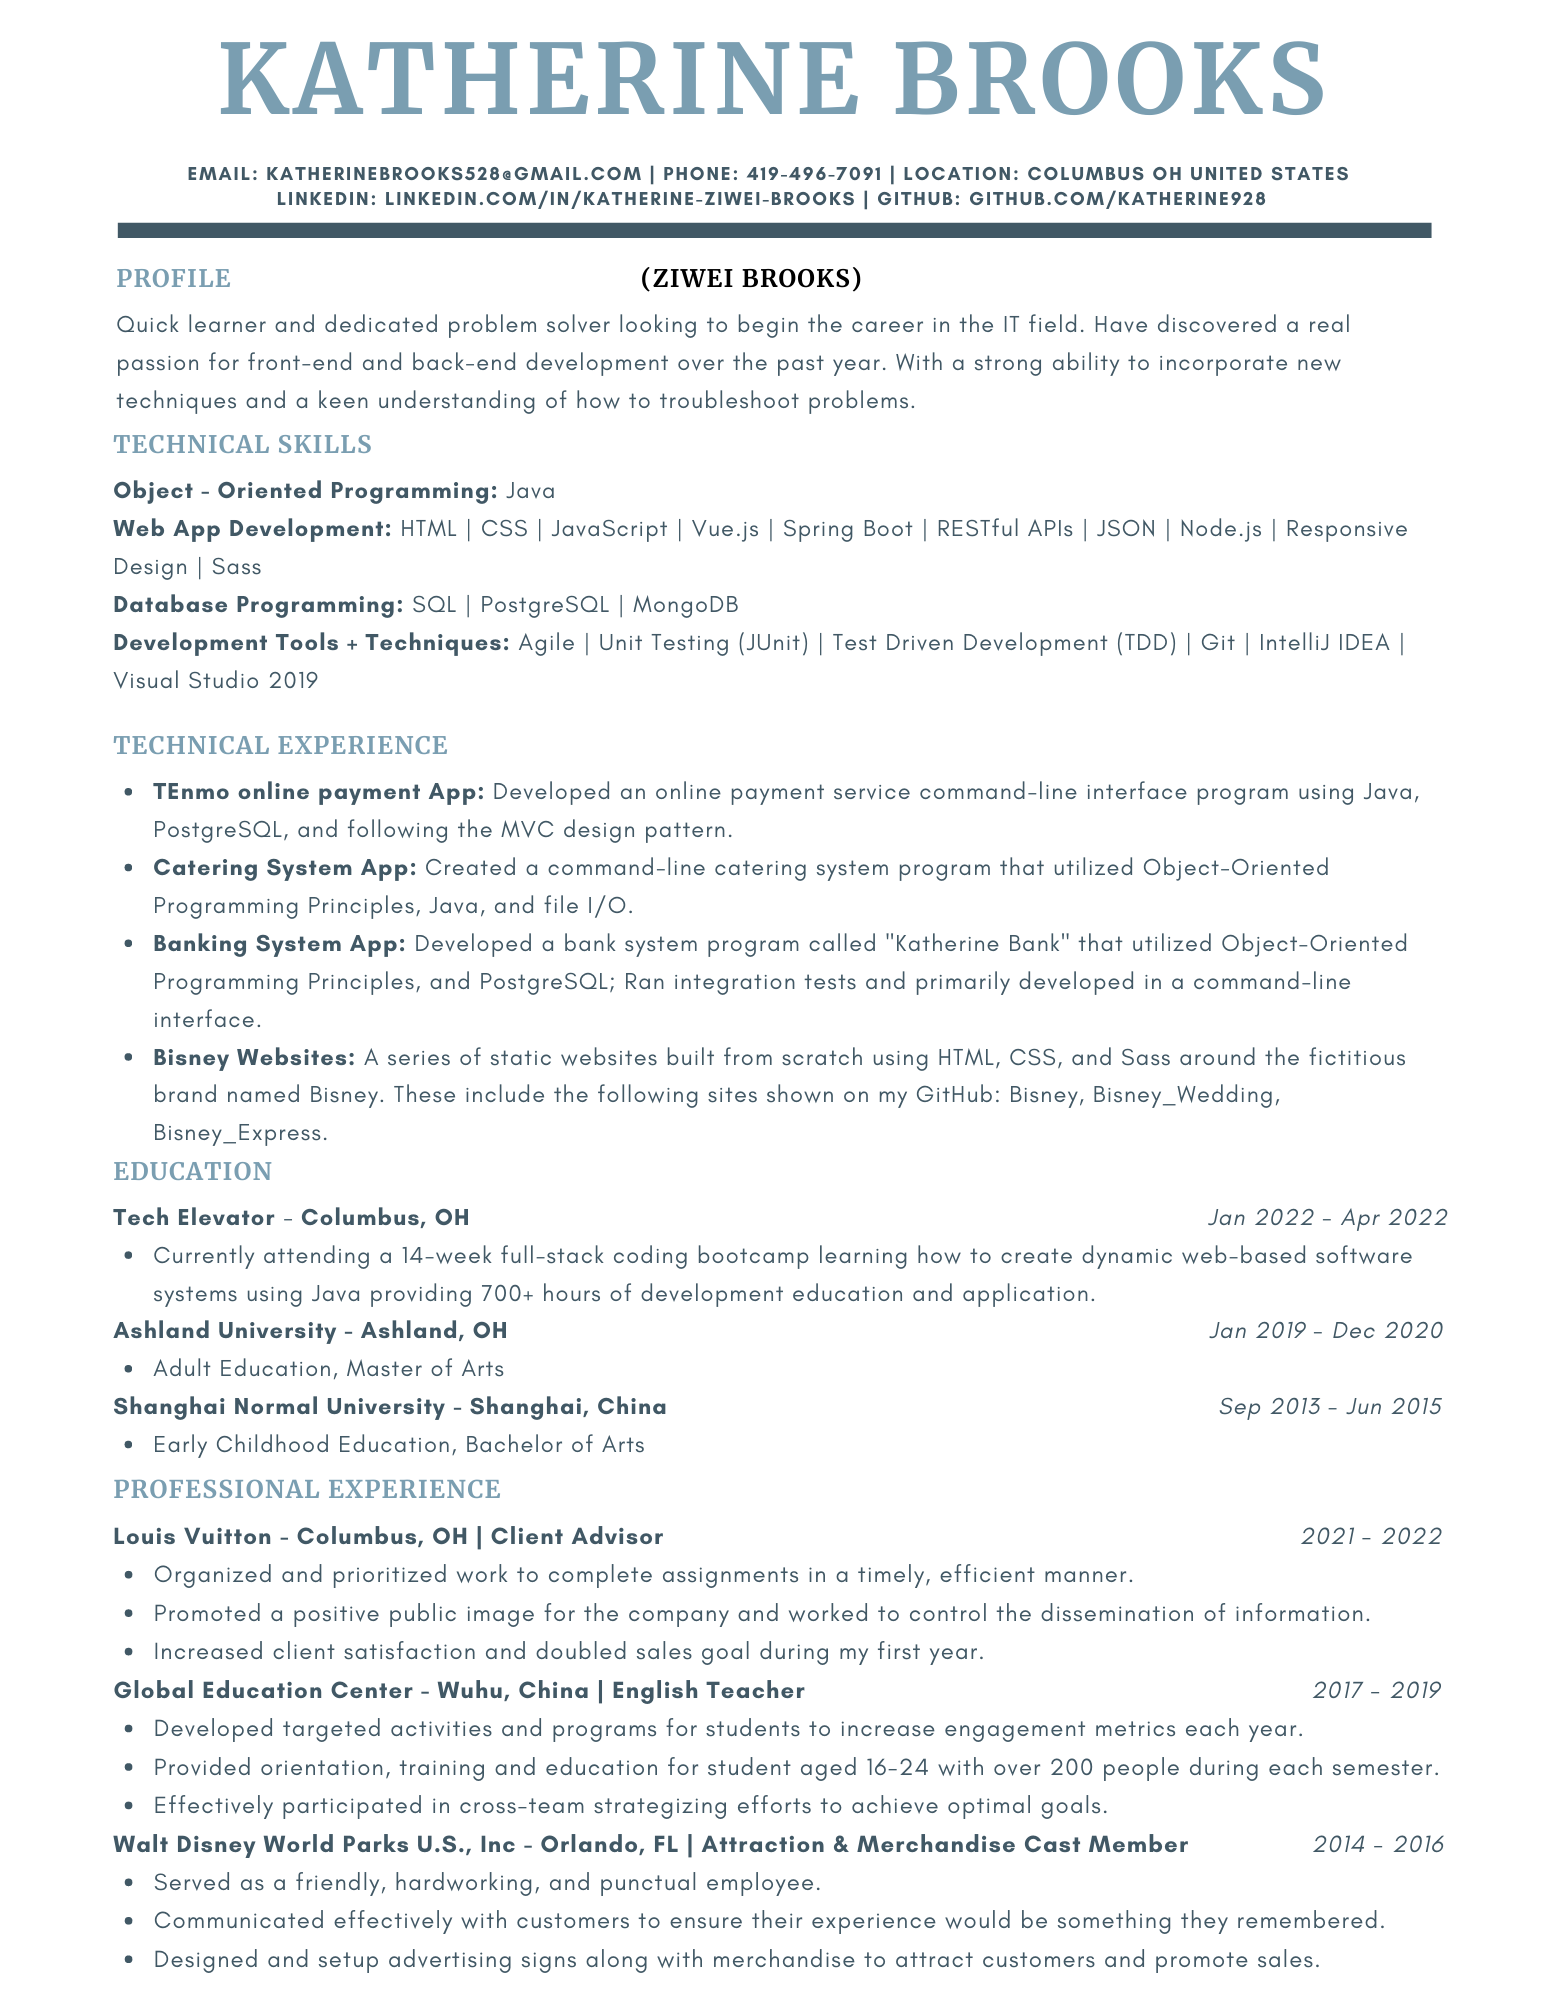 KATHERINE BROOKS
EMAIL: KATHERINEBROOKS528@GMAIL.COM | PHONE: 419-496-7091 | LOCATION: COLUMBUS OH UNITED STATES
LINKEDIN: LINKEDIN.COM/IN/KATHERINE-ZIWEI-BROOKS | GITHUB: GITHUB.COM/KATHERINE928
PROFILE (ZIWEI BROOKS)
Quick learner and dedicated problem solver looking to begin the career in the IT field. Have discovered a real
passion for front-end and back-end development over the past year. With a strong ability to incorporate new
techniques and a keen understanding of how to troubleshoot problems.
TECHNICAL SKILLS
Object - Oriented Programming: Java
Web App Development: HTML | CSS | JavaScript | Vue.js | Spring Boot | RESTful APIs | JSON | Node.js | Responsive
Design | Sass
Database Programming: SQL | PostgreSQL | MongoDB
Development Tools + Techniques: Agile | Unit Testing (JUnit) | Test Driven Development (TDD) | Git | IntelliJ IDEA |
Visual Studio 2019
TECHNICAL EXPERIENCE
• TEnmo online payment App: Developed an online payment service command-line interface program using Java,
PostgreSQL, and following the MVC design pattern.
• Catering System App: Created a command-line catering system program that utilized Object-Oriented
Programming Principles, Java, and file I/O.
• Banking System App: Developed a bank system program called "Katherine Bank" that utilized Object-Oriented
Programming Principles, and PostgreSQL; Ran integration tests and primarily developed in a command-line
interface.
• Bisney Websites: A series of static websites built from scratch using HTML, CSS, and Sass around the fictitious
brand named Bisney. These include the following sites shown on my GitHub: Bisney, Bisney_Wedding,
Bisney_Express.
EDUCATION
Tech Elevator - Columbus, OH Jan 2022 - Apr 2022
• Currently attending a 14-week full-stack coding bootcamp learning how to create dynamic web-based software
systems using Java providing 700+ hours of development education and application.
Ashland University - Ashland, OH Jan 2019 - Dec 2020
• Adult Education, Master of Arts
Shanghai Normal University - Shanghai, China Sep 2013 - Jun 2015
• Early Childhood Education, Bachelor of Arts
PROFESSIONAL EXPERIENCE
Louis Vuitton - Columbus, OH | Client Advisor 2021 - 2022
• Organized and prioritized work to complete assignments in a timely, efficient manner.
• Promoted a positive public image for the company and worked to control the dissemination of information.
• Increased client satisfaction and doubled sales goal during my first year.
Global Education Center - Wuhu, China | English Teacher 2017 - 2019
• Developed targeted activities and programs for students to increase engagement metrics each year.
• Provided orientation, training and education for student aged 16-24 with over 200 people during each semester.
• Effectively participated in cross-team strategizing efforts to achieve optimal goals.
Walt Disney World Parks U.S., Inc - Orlando, FL | Attraction & Merchandise Cast Member 2014 - 2016
• Served as a friendly, hardworking, and punctual employee.
• Communicated effectively with customers to ensure their experience would be something they remembered.
• Designed and setup advertising signs along with merchandise to attract customers and promote sales.